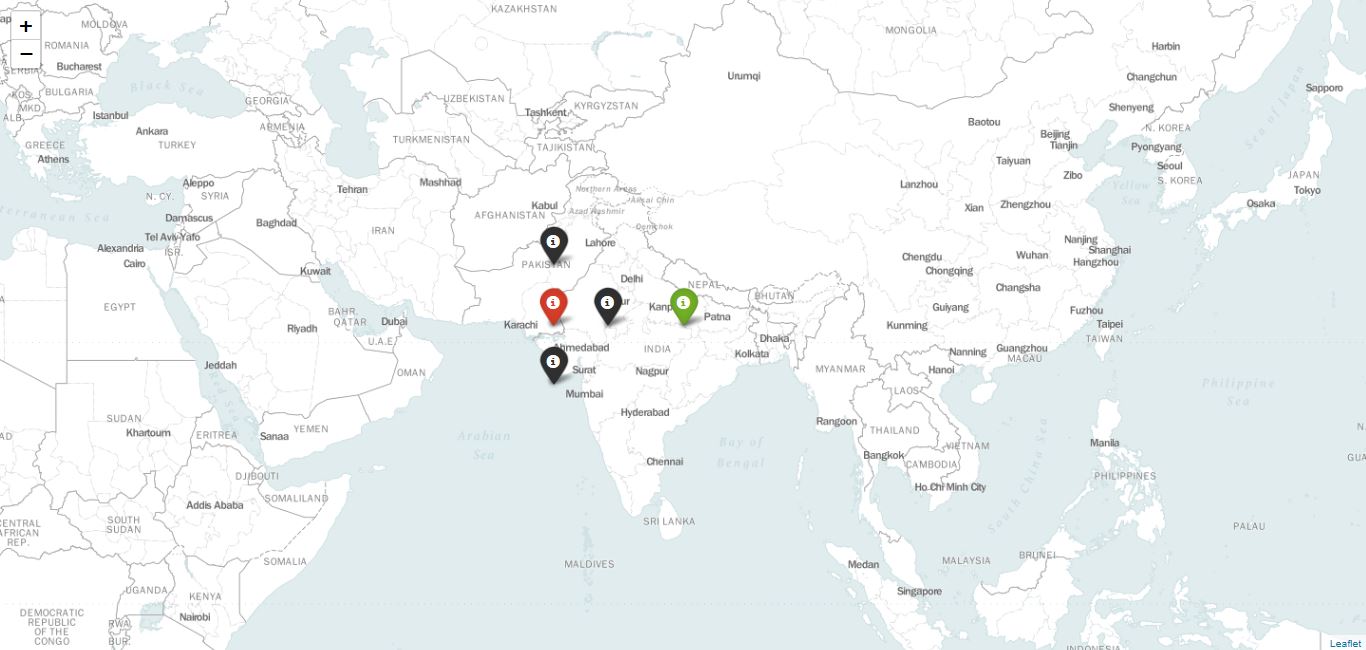 KAZAKHSTAN
MOLDOVA
+
ROMANIA
−
Bucharest
SERBIA
BULGARIA
KOS.
MKD.
ALB.
Black Sea
GEORGIA
ARMENIA
Istanbul
Ankara
TURKEY
GREECE
Athens
UZBEKISTAN
Tashkent
KYRGYZSTAN
TURKMENISTAN
TAJIKISTAN
Urumqi
MONGOLIA
Harbin
Changchun
Shenyeng
Sapporo
Sea of Japan
Baotou
Beijing
Tianjin
N. KOREA
Pyongyang
Taiyuan
Seoul
S. KOREA
Zibo
JAPAN
Tokyo
Osaka
Yellow
Sea
Lanzhou
Xian
Zhengzhou
Aleppo
N. CY.
SYRIA
Tehran
Mashhad
Northern Areas
Aksai Chin
Azad Kashmir
Demchok
Kabul
AFGHANISTAN
Damascus
Baghdad
IRAN
Tel Aviv-Yafo
ISR.
Alexandria
Cairo
Kuwait
Lahore
PAKISTAN
Delhi
NEPAL
BHUTAN
Chengdu
Chongqing
Wuhan
Nanjing
Shanghai
Hangzhou
Changsha
Guiyang
Fuzhou
Kunming
Taipei
TAIWAN
EGYPT
BAHR.
QATAR
Dubai
U.A.E.
Riyadh
Jeddah
OMAN
Karachi
Patna
Ahmedabad
INDIA
Dhaka
Kolkata
Surat
Nagpur
Mumbai
MYANMAR
Nanning
Guangzhou
MACAU
Hanoi
LAOS
Philippine
Sea
Red Sea
SUDAN
Khartoum
ERITREA
Sanaa
YEMEN
Arabian
Sea
Hyderabad
Bay of
Bengal
Rangoon
THAILAND
VIETNAM
Bangkok
CAMBODIA
Ho Chi Minh City
South China Sea
Manila
PHILIPPINES
Chennai
DJIBOUTI
SOMALILAND
Addis Ababa
SOUTH
SUDAN
CENTRAL
AFRICAN
REP.
SRI LANKA
PALAU
SOMALIA
MALDIVES
Medan
MALAYSIA
BRUNEI
Singapore
UGANDA
KENYA
Nairobi
RWA.
BUR.
DEMOCRATIC
REPUBLIC
OF THE
CONGO
INDONESIA
Leaflet